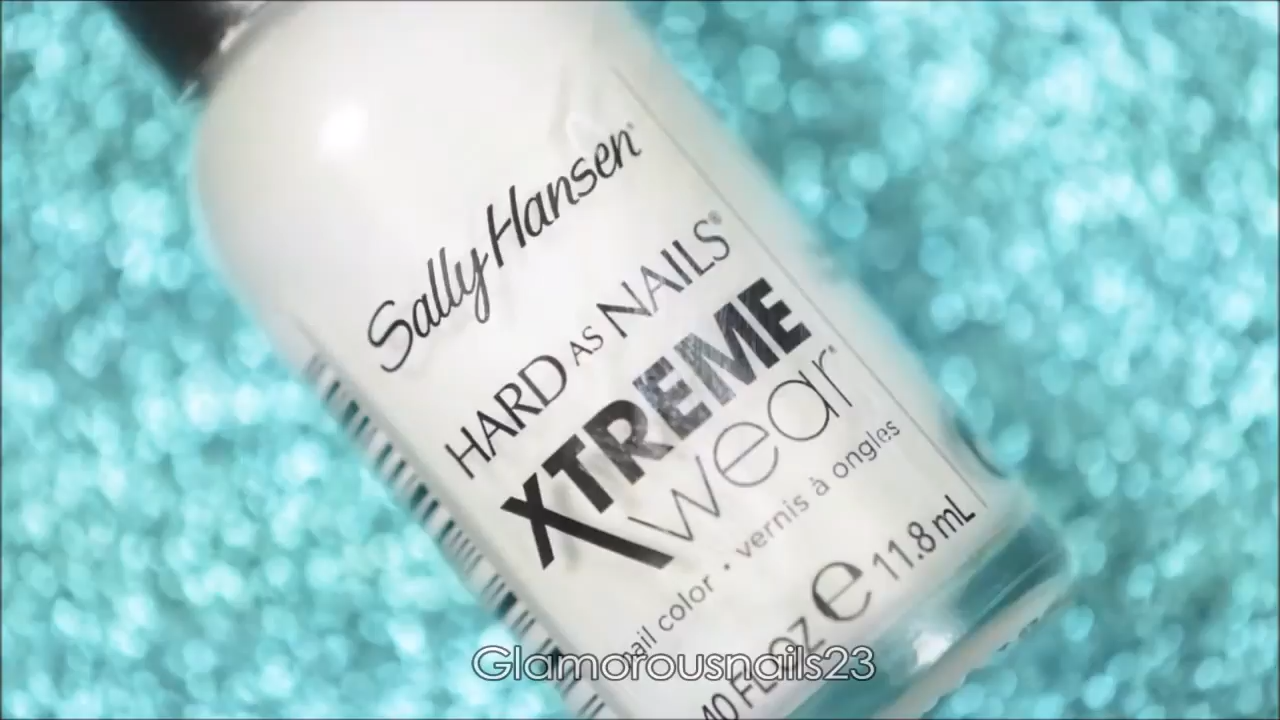 Sally Hansen®
HARD AS NAILS®
XTREME
wear®
nail color • vernis à ongles
.40 FL OZ e 11.8 mL
Glamorousnails23